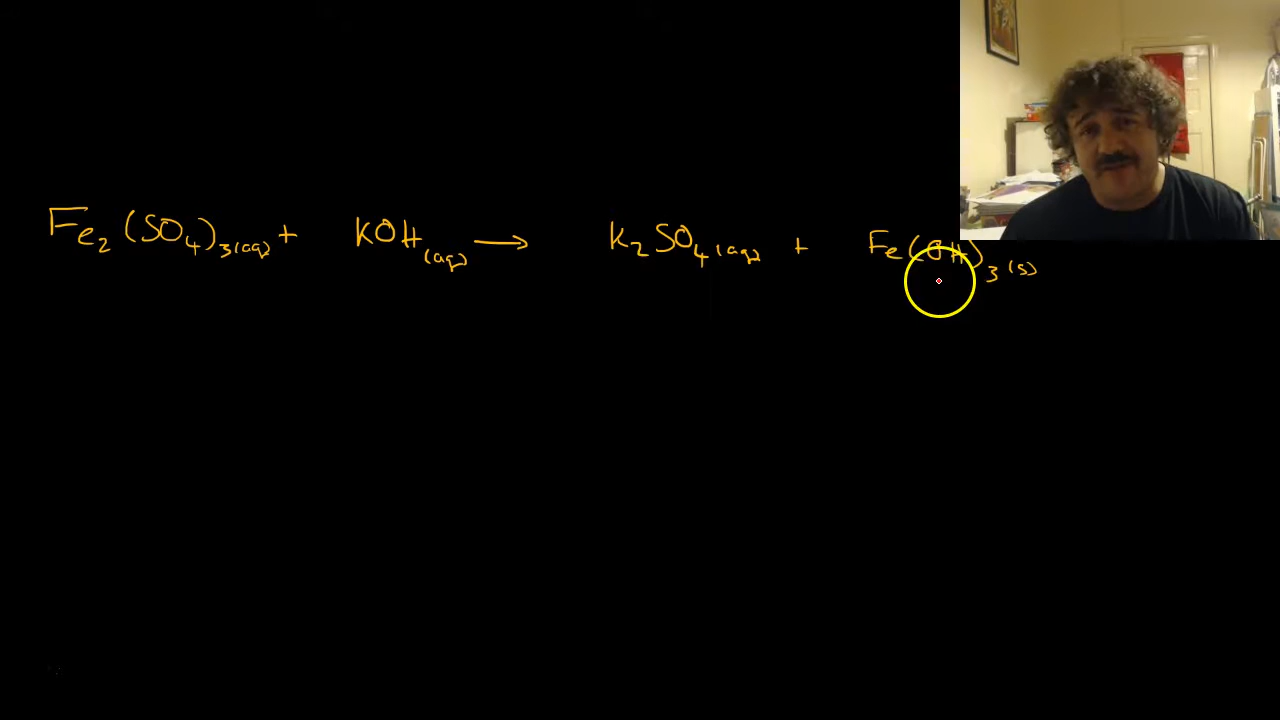 Fe₂(SO₄)₃(aq) + KOH(aq) → K₂SO₄(aq) + Fe(OH)₃(s)